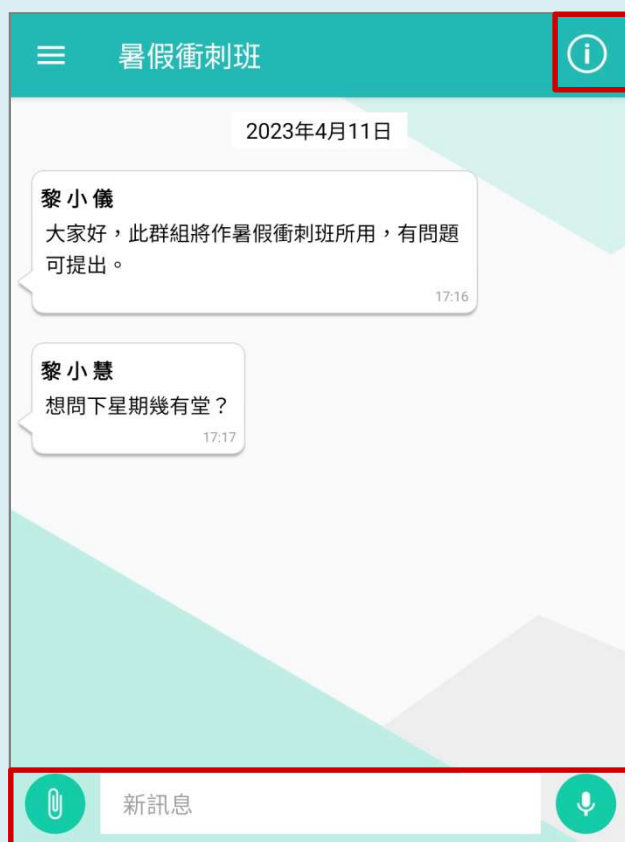 暑假衝刺班
2023年4月11日
黎小儀
大家好，此群組將作暑假衝刺班所用，有問題
可提出。
17:16
黎小慧
想問下星期幾有堂？
17:17
新訊息